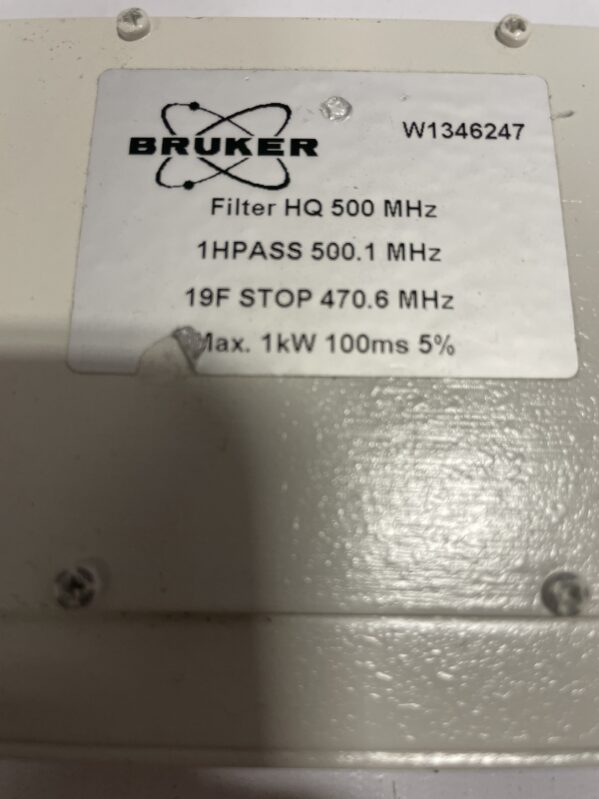 BRUKER
W1346247
Filter HQ 500 MHz
1HPASS 500.1 MHz
19F STOP 470.6 MHz
Max. 1kW 100ms 5%